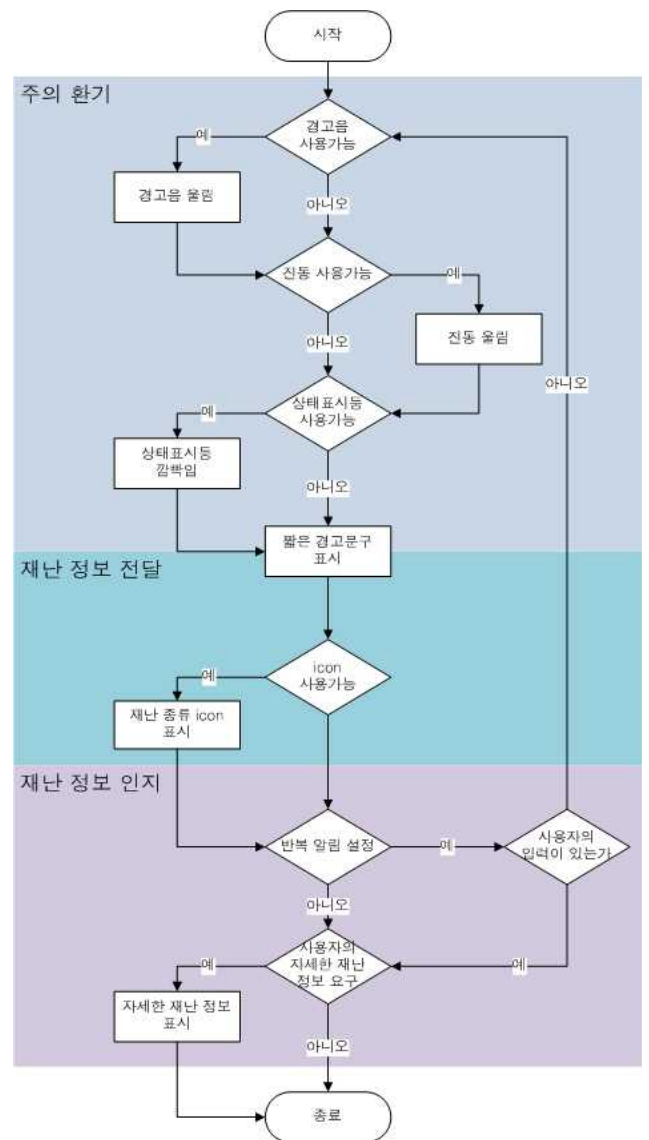 시작
주의 환기
경고음
사용가능
예
경고음 울림
아니오
진동 사용가능
예
진동 울림
아니오
아니오
상태표시등
사용가능
예
상태표시등
깜빡임
아니오
짧은 경고문구
표시
재난 정보 전달
icon
사용가능
예
재난 종류 icon
표시
재난 정보 인지
반복 알림 설정
예
사용자의
입력이 있는가
아니오
사용자의
자세한 재난
정보 요구
예
예
자세한 재난 정보
표시
아니오
종료